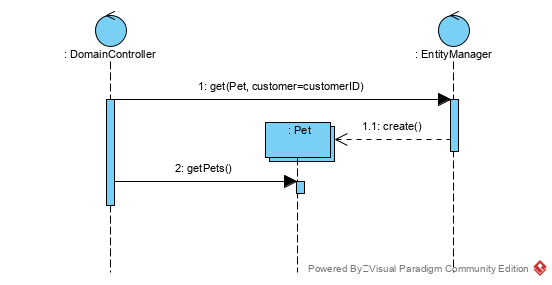 : DomainController
: EntityManager
1: get(Pet, customer=customerID)
: Pet
1.1: create()
2: getPets()
Powered By Visual Paradigm Community Edition